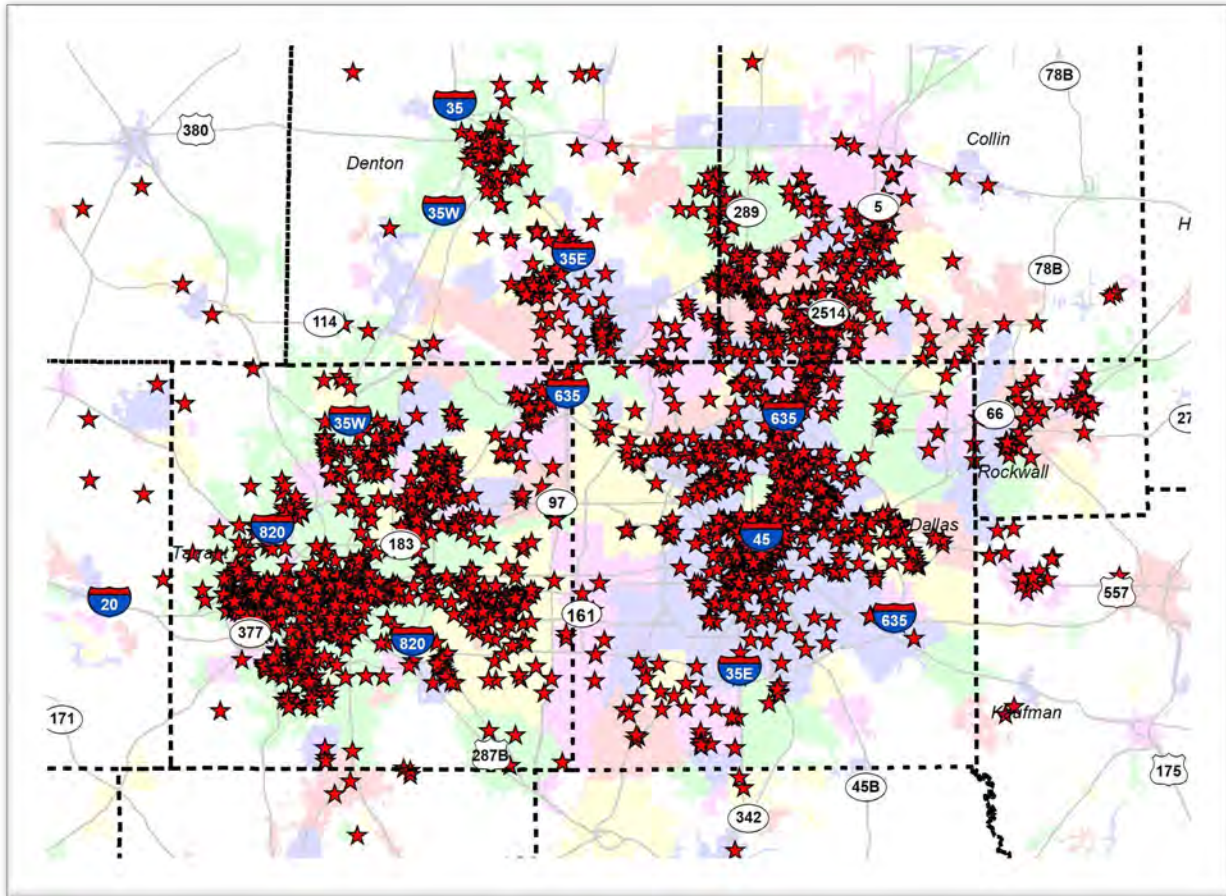 78B
35
380
Collin
Denton
35W
289
5
H
35E
78B
114
2514
635
35W
635
66
27
Rockwall
97
820
183
45
Dallas
Tarrant
20
557
377
820
161
635
35E
171
Kaufman
287B
175
45B
342